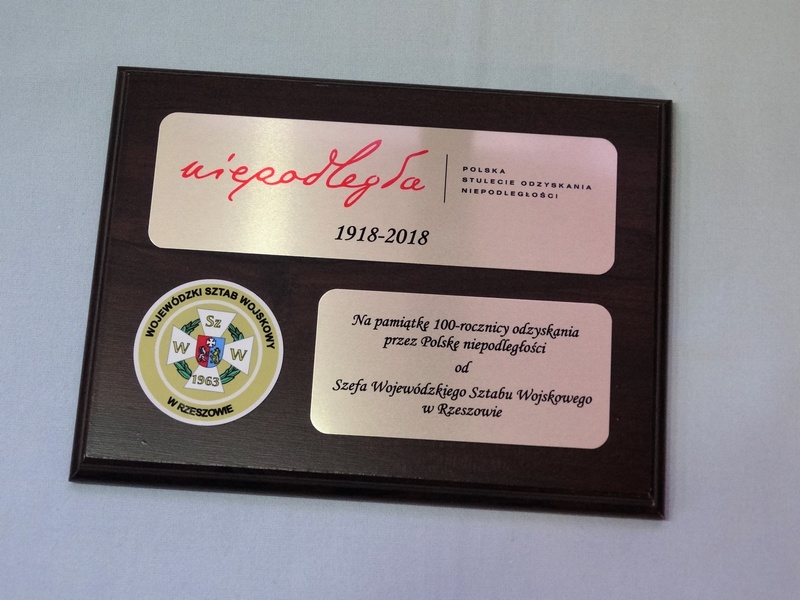 niepodległa
POLSKA
STULECIE ODZYSKANIA
NIEPODLEGŁOŚCI
1918-2018
WOJEWÓDZKI SZTAB WOJSKOWY
Sz
W W
1963
W RZESZOWIE
Na pamiątkę 100-rocznicy odzyskania
przez Polskę niepodległości
od
Szefa Wojewódzkiego Sztabu Wojskowego
w Rzeszowie